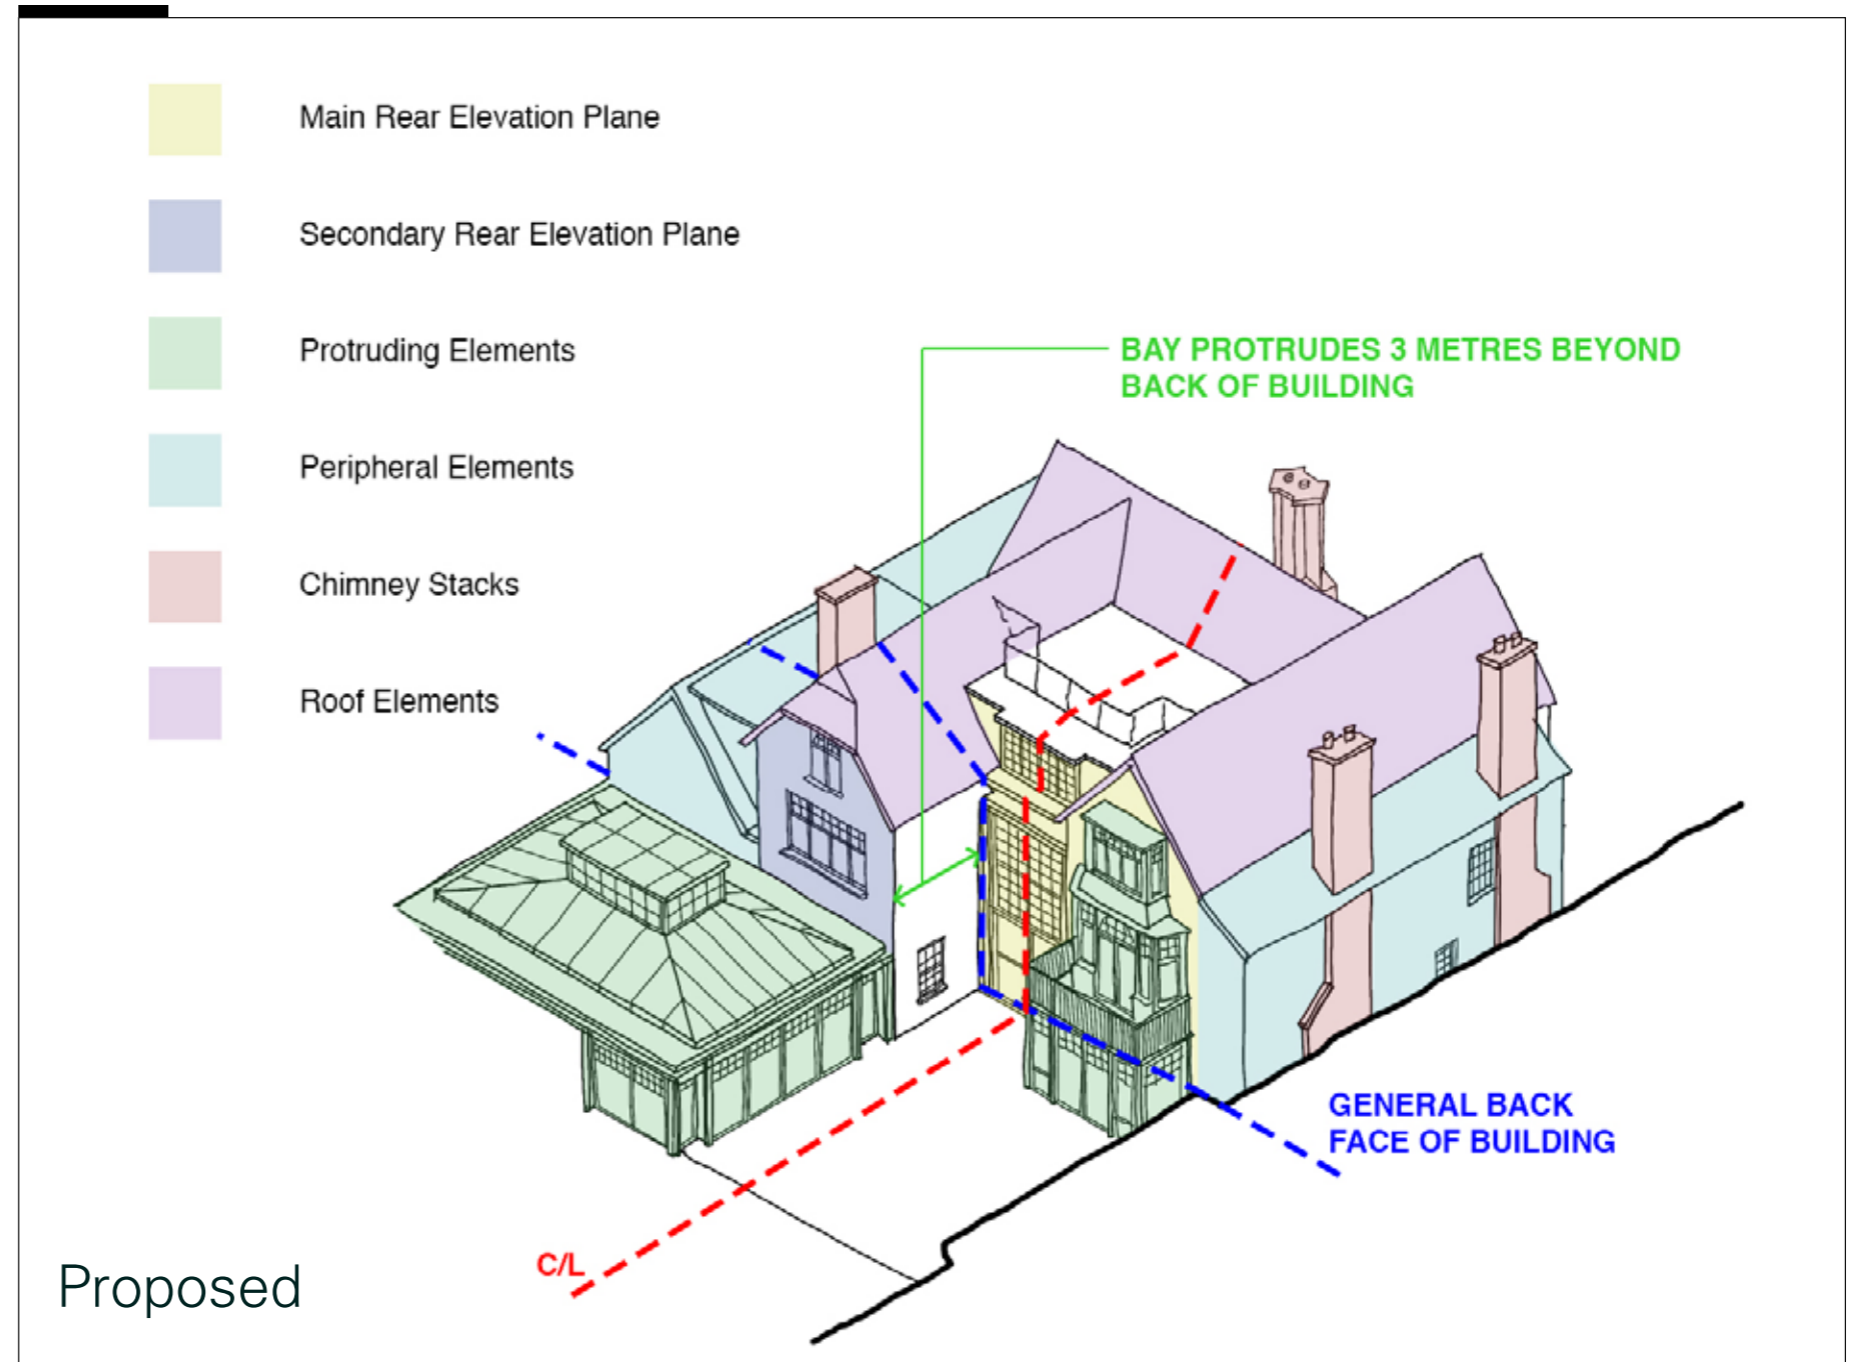 Main Rear Elevation Plane
Secondary Rear Elevation Plane
Protruding Elements
Peripheral Elements
Chimney Stacks
Roof Elements
BAY PROTRUDES 3 METRES BEYOND
BACK OF BUILDING
GENERAL BACK
FACE OF BUILDING
C/L
Proposed